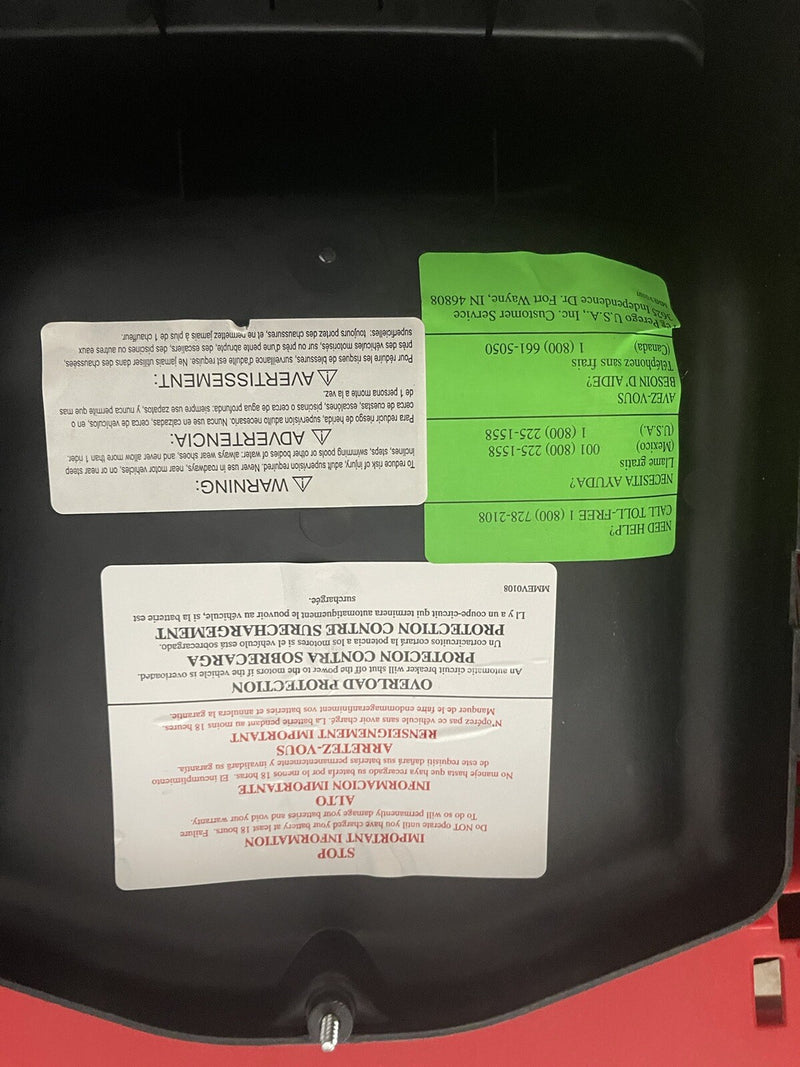 NEED HELP?
CALL TOLL-FREE 1 (800) 728-2108
NECESITA AYUDA?
Llame gratis
(Mexico) 001 (800) 225-1558
(U.S.A.) 1 (800) 225-1558
AVEZ-VOUS
BESOIN D'AIDE?
Téléphonez sans frais
(Canada) 1 (800) 661-5050
Perego U.S.A., Inc. Customer Service
3625 Independence Dr. Fort Wayne, IN 46808
⚠WARNING:
To reduce risk of injury, adult supervision required. Never use in roadways, near motor vehicles, on or near steep
inclines, steps, swimming pools or other bodies of water; always wear shoes, and never allow more than 1 rider.
⚠ ADVERTENCIA:
Para reducir riesgo de herida, supervisión adulto necesario. Nunca use en calzadas, cerca de vehículos, en o
cerca de cuestas, escalones, piscinas o cerca de agua profunda: siempre use zapatos, y nunca permite que mas
de 1 persona monte a la vez.
⚠AVERTISSEMENT:
Pour réduire les risques de blessures, surveillance d'adulte est requise. Ne jamais utiliser dans des chaussées,
près des véhicules motorisés, sur ou près d'une pente abrupte, des escaliers, des piscines ou autres eaux
superficielles: toujours portez des chaussures, et ne permettez jamais à plus de 1 chauffeur.
STOP
IMPORTANT INFORMATION
Do NOT operate until you have charged your battery at least 18 hours. Failure
To do so will permanently damage your batteries and void your warranty.
ALTO
INFORMACION IMPORTANTE
No maneje hasta que haya recargado su batería por lo menos 18 horas. El incumplimiento
de este requisiti dañará sus baterias permanentemente y invalidará su garantía.
ARRETEZ-VOUS
RENSEIGNEMENT IMPORTANT
N'opérez pas ce véhicule sans avoir chargé. La batterie pendant au moins 18 heures.
Manquez de le faire endommagerainfiniment vos batteries et annulera la garantie.
OVERLOAD PROTECTION
An automatic circuit breaker will shut off the power to the motors if the vehicle is overloaded.
PROTECION CONTRA SOBRECARGA
Un cortacircuitos cortará la potencia a los motores si el vehículo está sobrecargado.
PROTECTION CONTRE SURECHARGEMENT
I.l y a un coupe-circuit qui terminera automatiquement le pouvoir au véhicule, si la batterie est
surchargée.
MMEV0108